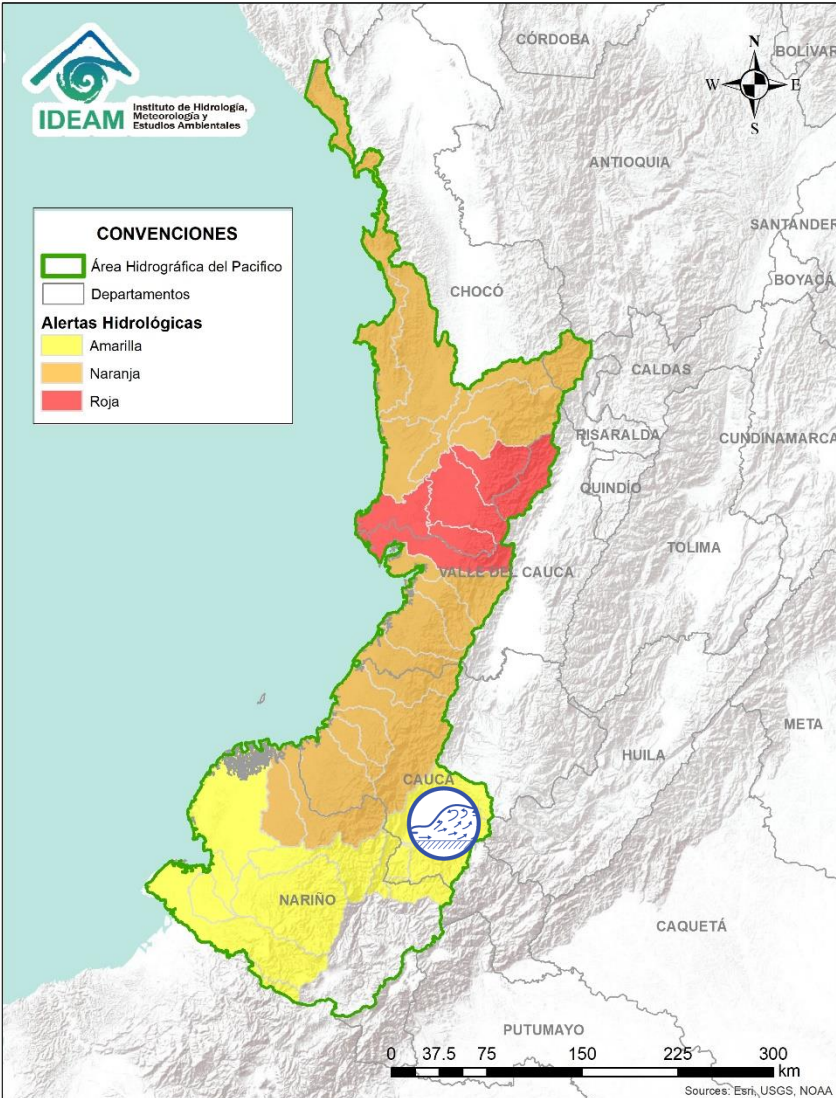 IDEAM
Instituto de Hidrología,
Meteorología y
Estudios Ambientales
CÓRDOBA
BOLÍVAR
N
W
E
S
ANTIOQUIA
SANTANDER
CONVENCIONES
Área Hidrográfica del Pacifico
Departamentos
Alertas Hidrológicas
Amarilla
Naranja
Roja
BOYACÁ
CHOCÓ
CALDAS
RISARALDA
CUNDINAMARCA
QUINDÍO
TOLIMA
VALLE DEL CAUCA
META
HUILA
CAUCA
NARIÑO
CAQUETÁ
PUTUMAYO
0 37.5 75 150 225 300
km
Sources: Esri, USGS, NOAA